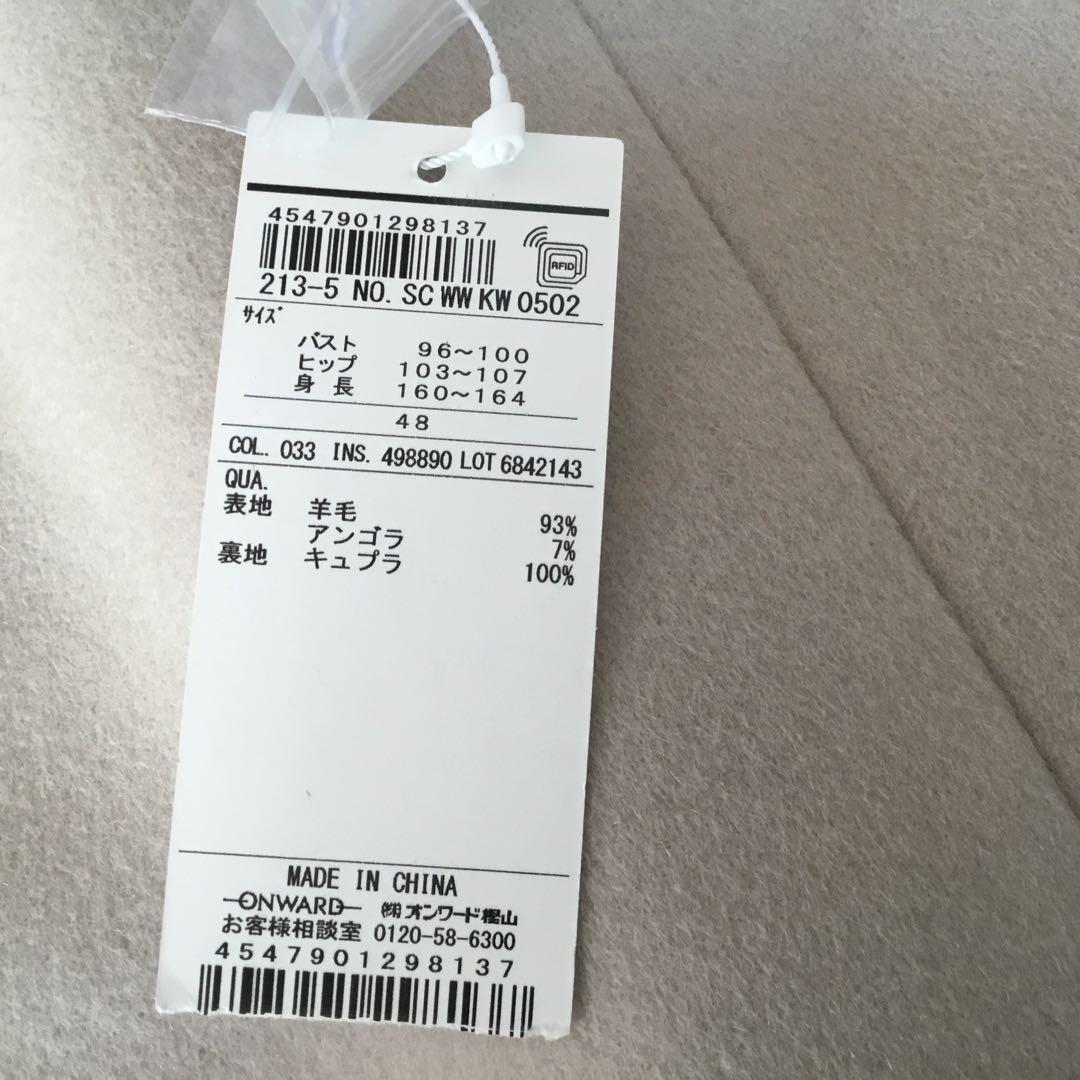 4547901298137
RFID
213-5 NO. SC WW KW 0502
サイズ
バスト 96~100
ヒップ 103~107
身長 160~164
48
COL. 033 INS. 498890 LOT 6842143
QUA.
表地 羊毛 93%
アンゴラ 7%
裏地 キュプラ 100%
MADE IN CHINA
ONWARD ㈱オンワード樫山
お客様相談室 0120-58-6300
4547901298137